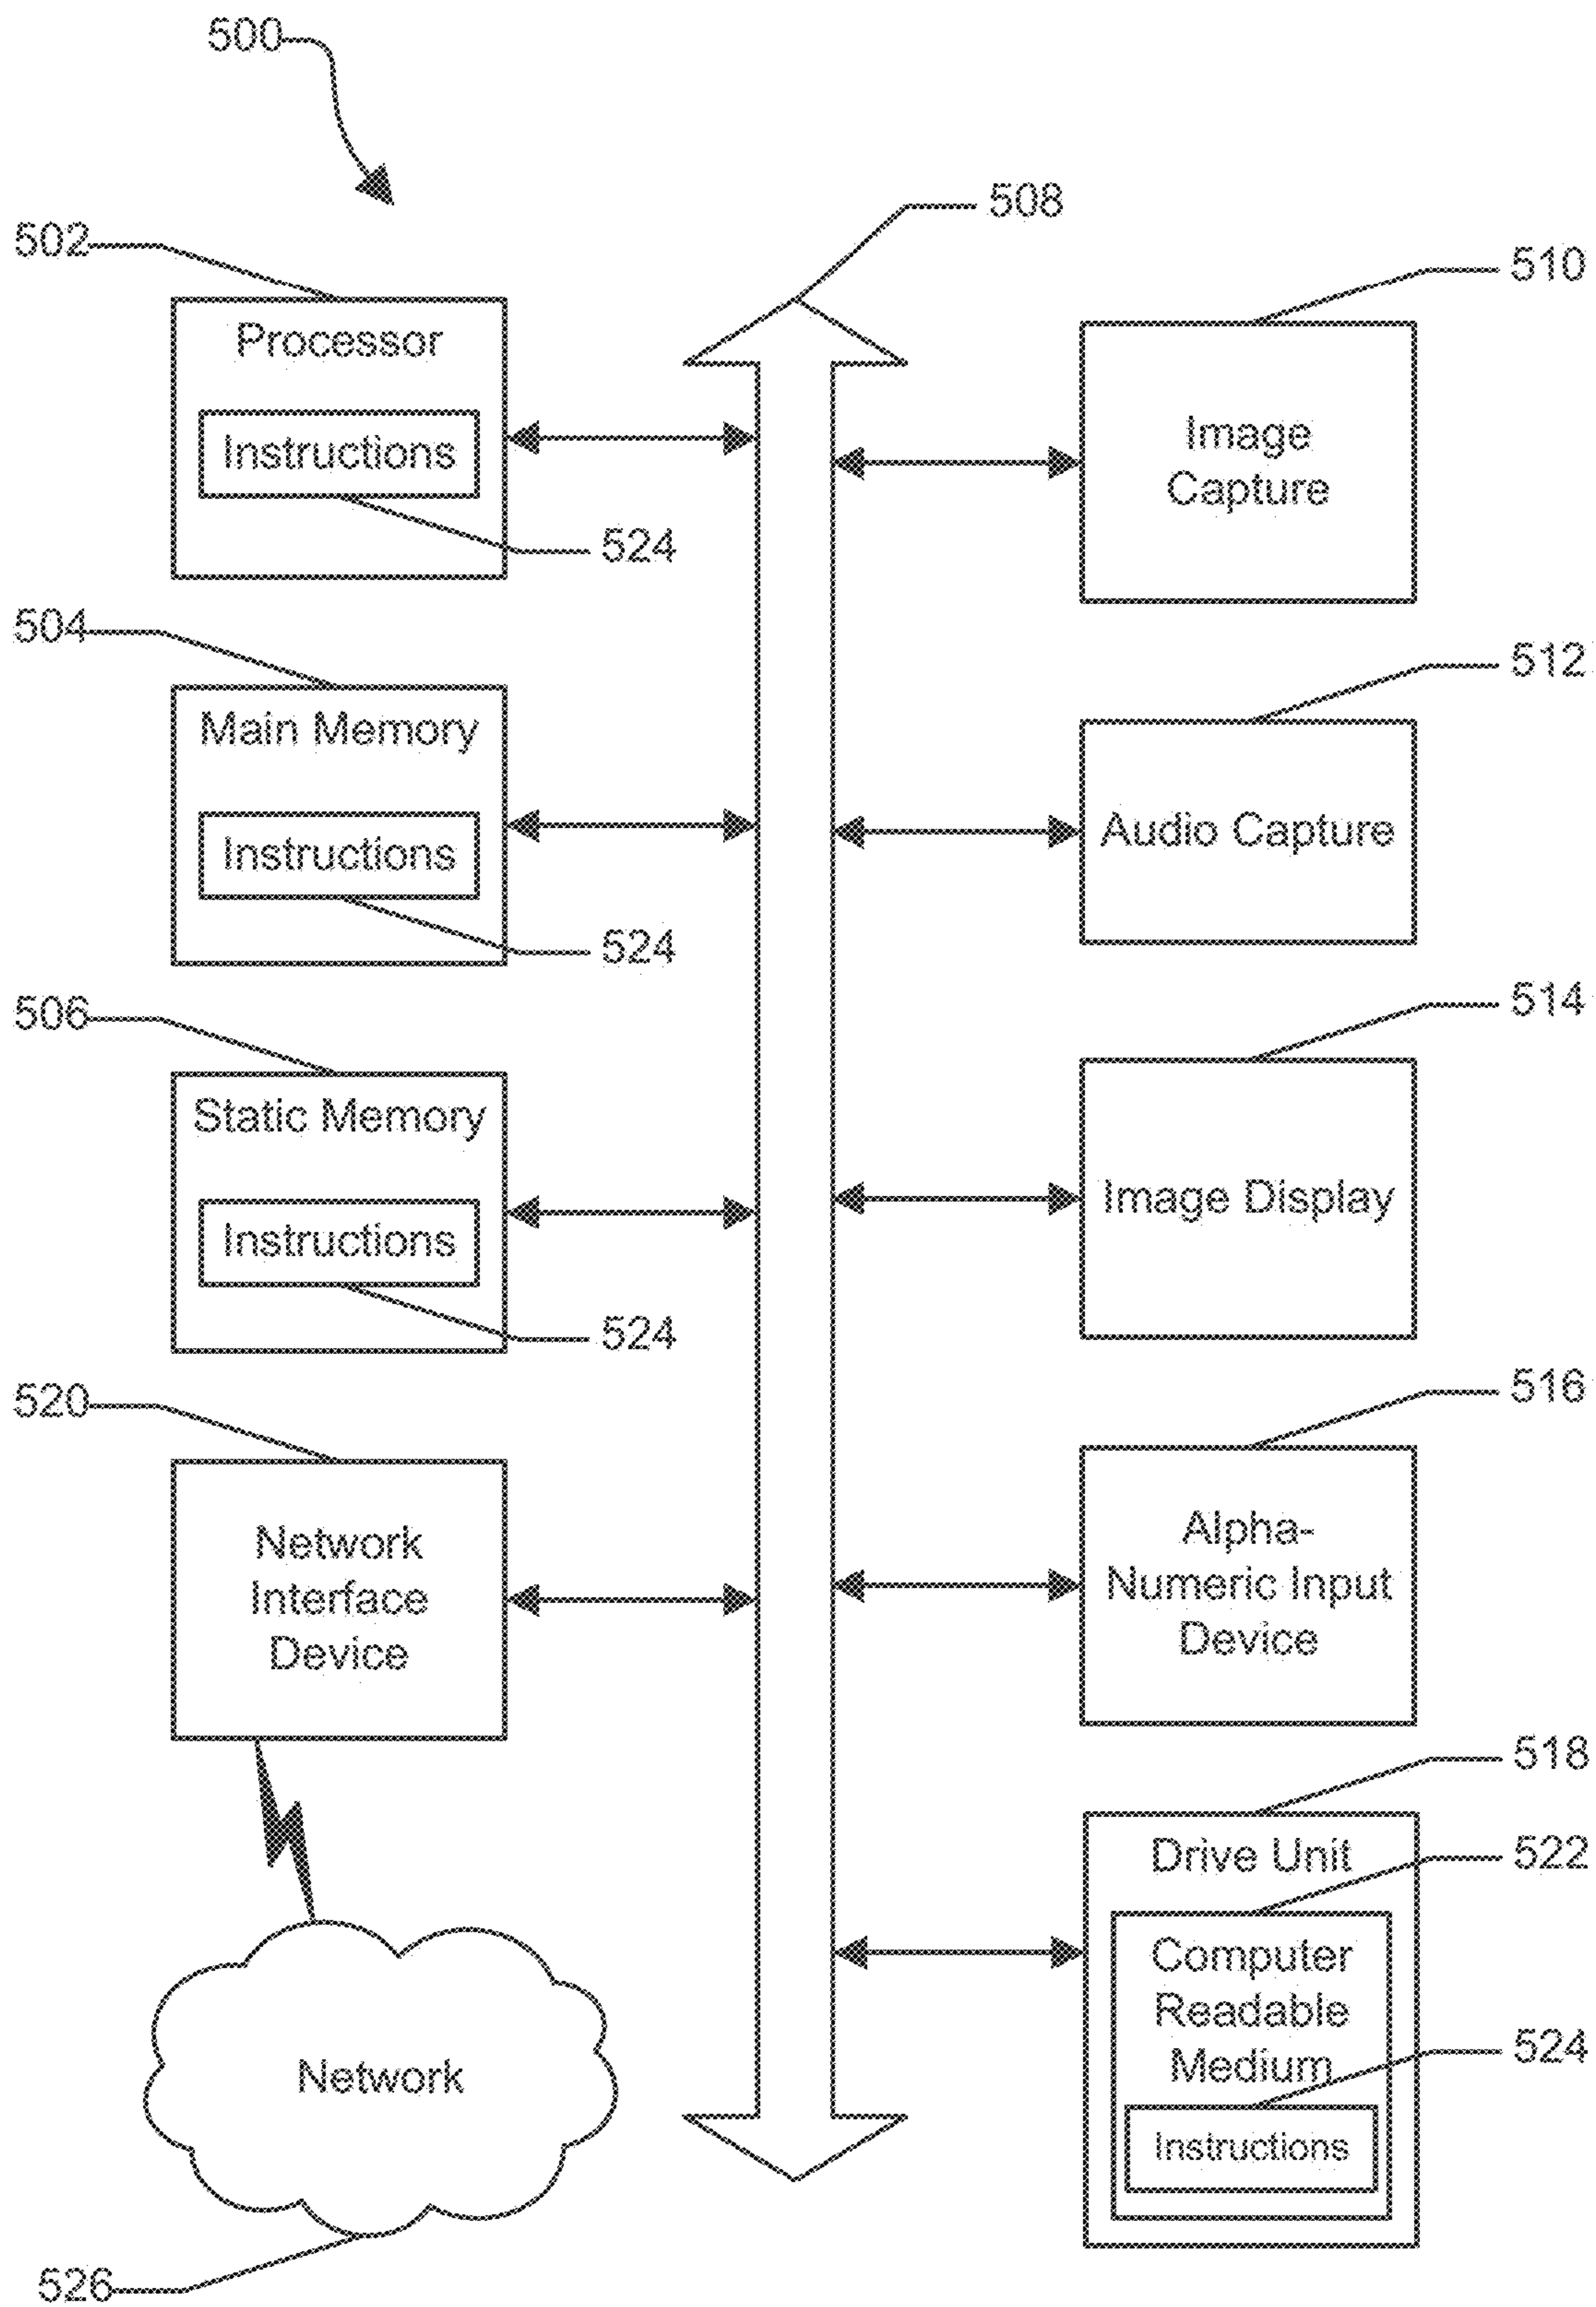 500
508
502
510
Processor
Instructions
524
Image
Capture
504
512
Main Memory
Instructions
524
Audio Capture
506
514
Static Memory
Instructions
524
Image Display
520
516
Network
Interface
Device
Alpha-
Numeric Input
Device
518
Drive Unit
522
Computer
Readable
Medium
524
Instructions
Network
526